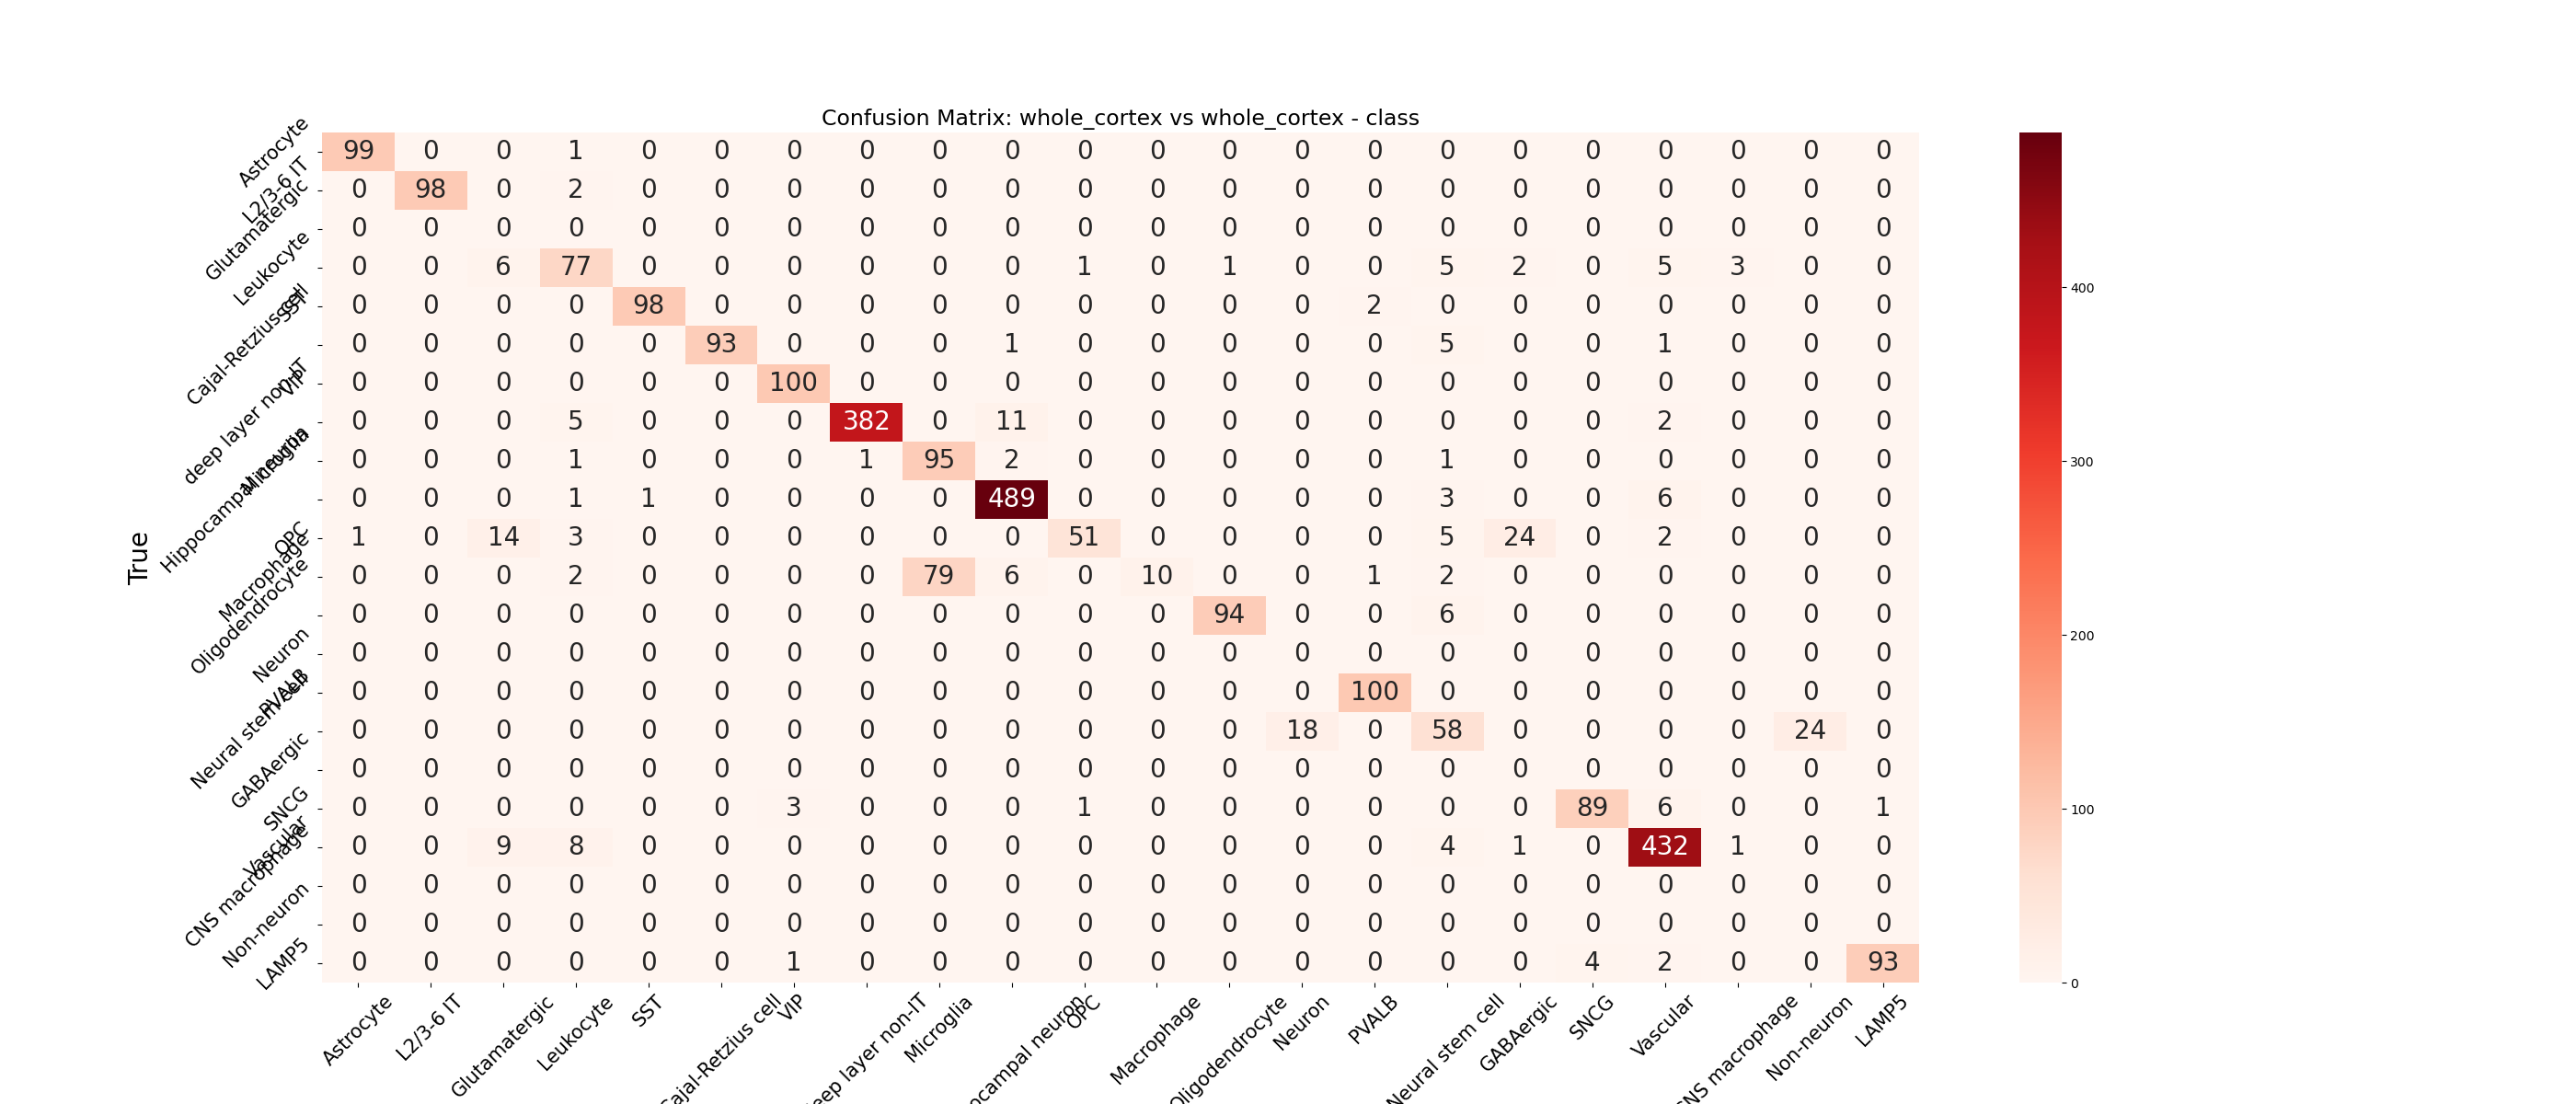 Confusion Matrix: whole_cortex vs whole_cortex - class
True
Astrocyte 99 0 0 1 0 0 0 0 0 0 0 0 0 0 0 0 0 0 0 0 0 0
L2/3-6 IT 0 98 0 2 0 0 0 0 0 0 0 0 0 0 0 0 0 0 0 0 0 0
Glutamatergic 0 0 0 0 0 0 0 0 0 0 0 0 0 0 0 0 0 0 0 0 0 0
Leukocyte 0 0 6 77 0 0 0 0 0 0 1 0 1 0 0 5 2 0 5 3 0 0
SST 0 0 0 0 98 0 0 0 0 0 0 0 0 0 2 0 0 0 0 0 0 0
Cajal-Retzius cell 0 0 0 0 0 93 0 0 0 1 0 0 0 0 0 5 0 0 1 0 0 0
VIP 0 0 0 0 0 0 100 0 0 0 0 0 0 0 0 0 0 0 0 0 0 0
deep layer non-IT 0 0 0 5 0 0 0 382 0 11 0 0 0 0 0 0 0 0 2 0 0 0
Microglia 0 0 0 1 0 0 0 1 95 2 0 0 0 0 0 1 0 0 0 0 0 0
Hippocampal neuron 0 0 0 1 1 0 0 0 0 489 0 0 0 0 0 3 0 0 6 0 0 0
OPC 1 0 14 3 0 0 0 0 0 0 51 0 0 0 0 5 24 0 2 0 0 0
Macrophage 0 0 0 2 0 0 0 0 79 6 0 10 0 0 1 2 0 0 0 0 0 0
Oligodendrocyte 0 0 0 0 0 0 0 0 0 0 0 0 94 0 0 6 0 0 0 0 0 0
Neuron 0 0 0 0 0 0 0 0 0 0 0 0 0 0 0 0 0 0 0 0 0 0
PVALB 0 0 0 0 0 0 0 0 0 0 0 0 0 0 100 0 0 0 0 0 0 0
Neural stem cell 0 0 0 0 0 0 0 0 0 0 0 0 0 18 0 58 0 0 0 0 24 0
GABAergic 0 0 0 0 0 0 0 0 0 0 0 0 0 0 0 0 0 0 0 0 0 0
SNCG 0 0 0 0 0 0 3 0 0 0 1 0 0 0 0 0 0 89 6 0 0 1
Vascular 0 0 9 8 0 0 0 0 0 0 0 0 0 0 0 4 1 0 432 1 0 0
CNS macrophage 0 0 0 0 0 0 0 0 0 0 0 0 0 0 0 0 0 0 0 0 0 0
Non-neuron 0 0 0 0 0 0 0 0 0 0 0 0 0 0 0 0 0 0 0 0 0 0
LAMP5 0 0 0 0 0 0 1 0 0 0 0 0 0 0 0 0 0 4 2 0 0 93
Astrocyte
L2/3-6 IT
Glutamatergic
Leukocyte
SST
Cajal-Retzius cell
VIP
eep layer non-IT
Microglia
ocampal neuron
OPC
Macrophage
Oligodendrocyte
Neuron
PVALB
Neural stem cell
GABAergic
SNCG
Vascular
CNS macrophage
Non-neuron
LAMP5
400
300
200
100
0